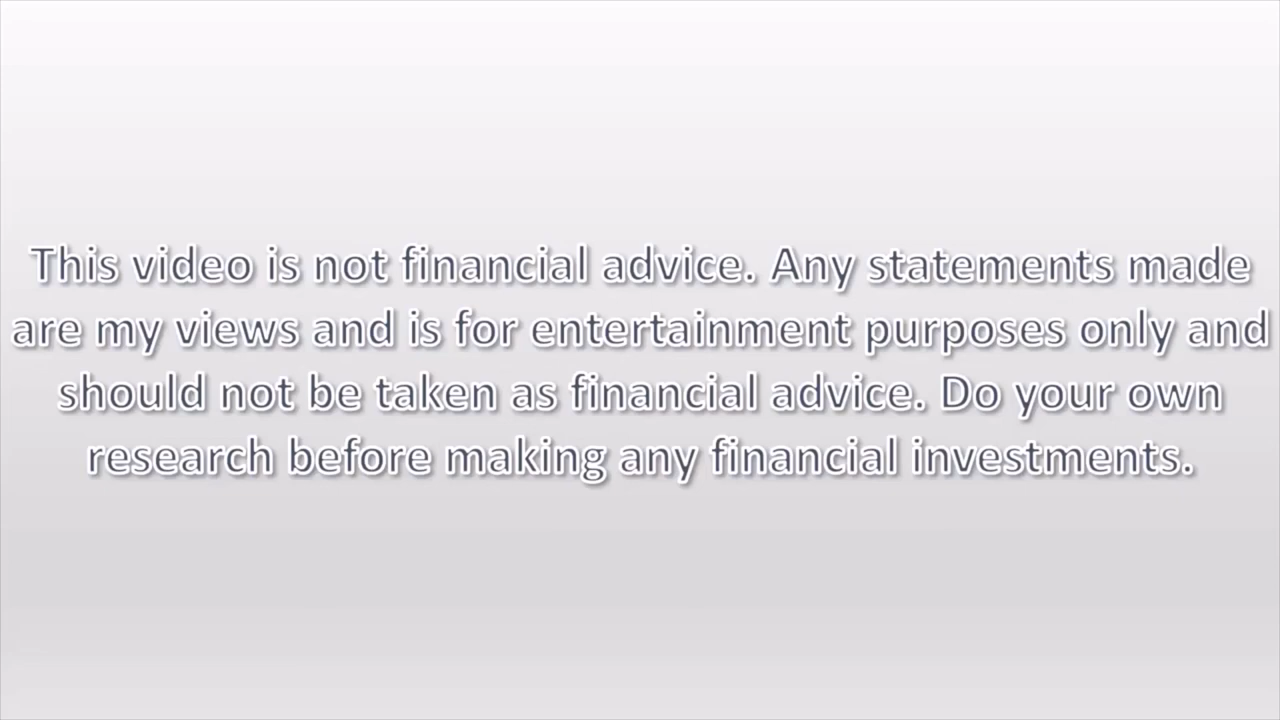 This video is not financial advice. Any statements made
are my views and is for entertainment purposes only and
should not be taken as financial advice. Do your own
research before making any financial investments.